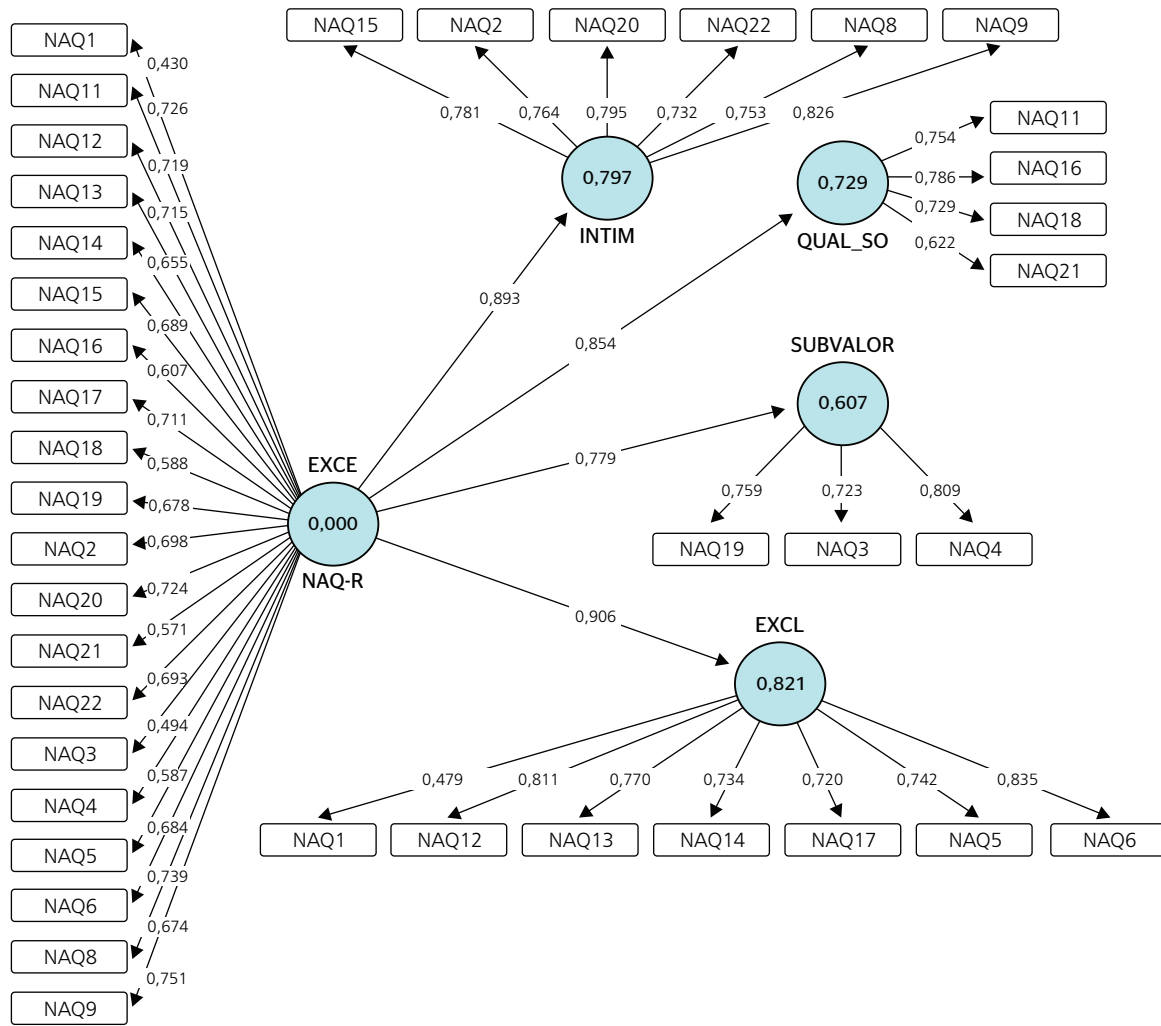 NAQ1
NAQ11
NAQ12
NAQ13
NAQ14
NAQ15
NAQ16
NAQ17
NAQ18
NAQ19
NAQ2
NAQ20
NAQ21
NAQ22
NAQ3
NAQ4
NAQ5
NAQ6
NAQ8
NAQ9
0,430
0,726
0,719
0,715
0,655
0,689
0,607
0,711
0,588
0,678
0,698
0,724
0,571
0,693
0,494
0,587
0,684
0,739
0,674
0,751
EXCE
0,000
NAQ-R
0,893
0,854
0,779
0,906
NAQ15 NAQ2 NAQ20 NAQ22 NAQ8 NAQ9
0,781 0,764 0,795 0,732 0,753 0,826
0,797
INTIM
0,729
QUAL_SO
0,754
0,786
0,729
0,622
NAQ11
NAQ16
NAQ18
NAQ21
SUBVALOR
0,607
0,759 0,723 0,809
NAQ19 NAQ3 NAQ4
EXCL
0,821
0,479 0,811 0,770 0,734 0,720 0,742 0,835
NAQ1 NAQ12 NAQ13 NAQ14 NAQ17 NAQ5 NAQ6